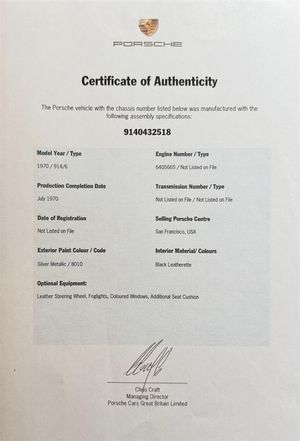 PORSCHE
Certificate of Authenticity
The Porsche vehicle with the chassis number listed below was manufactured with the
following assembly specifications:
9140432518
Model Year / Type
Engine Number / Type
1970 / 914/6
6405665 / Not Listed on File
Production Completion Date
Transmission Number / Type
July 1970
Not Listed on File / Not Listed on File
Date of Registration
Selling Porsche Centre
Not Listed on File
San Francisco, USA
Exterior Paint Colour / Code
Interior Material/ Colours
Silver Metallic / 8010
Black Leatherette
Optional Equipment:
Leather Steering Wheel, Foglights, Coloured Windows, Additional Seat Cushion
Chris Craft
Managing Director
Porsche Cars Great Britain Limited